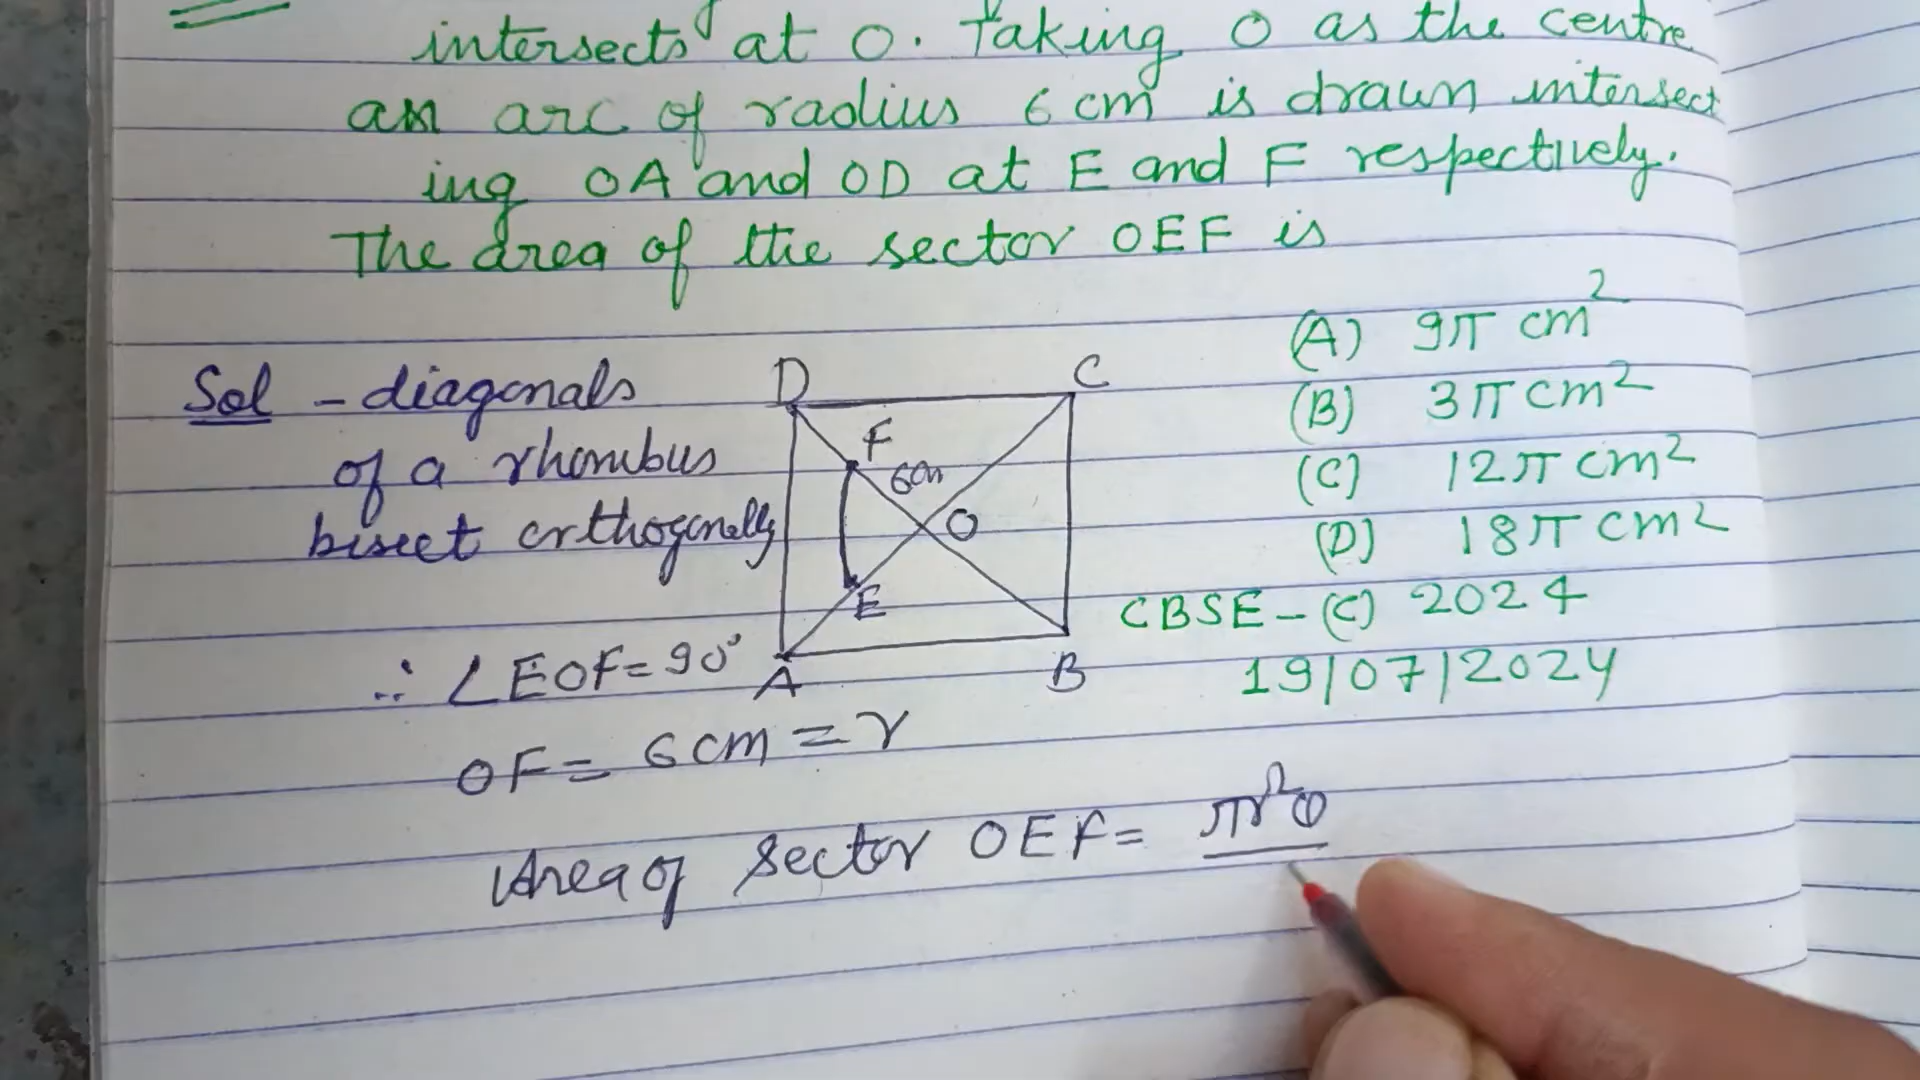 intersects at O. Taking O as the centre
an arc of radius 6 cm is drawn intersect
ing OA and OD at E and F respectively.
The area of the sector OEF is
(A) 9π cm²
(B) 3π cm²
(C) 12π cm²
(D) 18π cm²
CBSE-(C) 2024
19/07/2024
Sol - diagonals
of a rhombus
bisect orthogonally
D C
F
6cm
O
E
A B
∴ ∠EOF=90°
OF = 6cm = r
Area of sector OEF = πr²θ